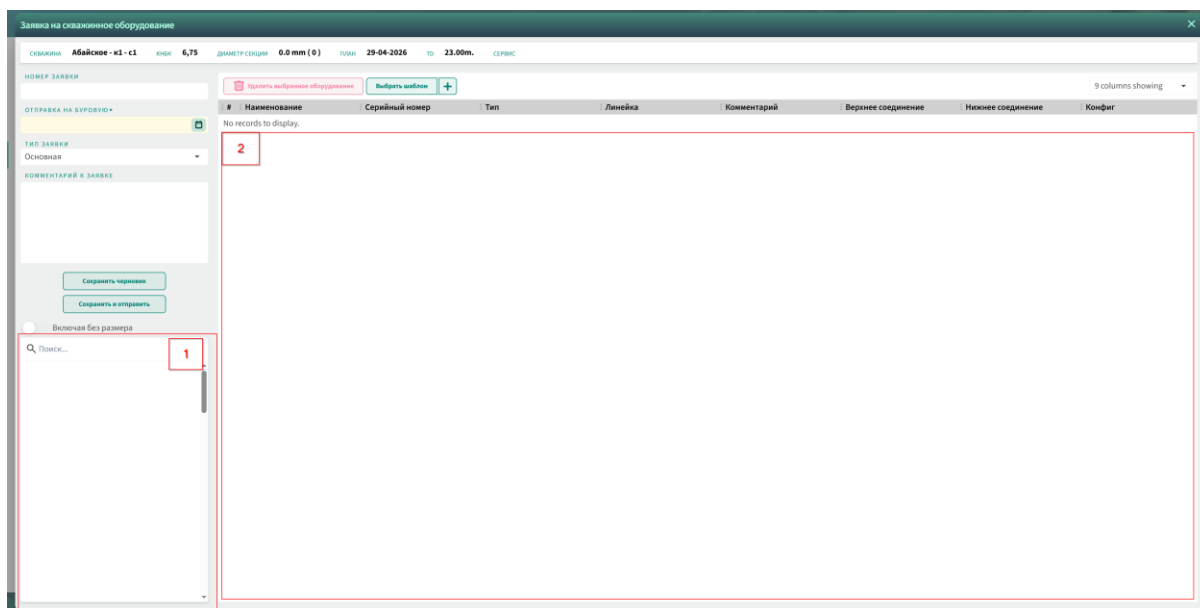 Заявка на скважинное оборудование
СКВАЖИНА Абайское - к1 - с1 КНБК 6,75 ДИАМЕТР СЕКЦИИ 0.0 mm ( 0 ) ПЛАН 29-04-2026 TO 23.00m. СЕРВИС
НОМЕР ЗАЯВКИ
Удалить выбранное оборудование Выбрать шаблон + 9 columns showing
ОТПРАВКА НА БУРОВУЮ*
# Наименование Серийный номер Тип Линейка Комментарий Верхнее соединение Нижнее соединение Конфиг
No records to display.
ТИП ЗАЯВКИ
Основная
2
КОММЕНТАРИЙ К ЗАЯВКЕ
Сохранить черновик
Сохранить и отправить
Включая без размера
Поиск...
1